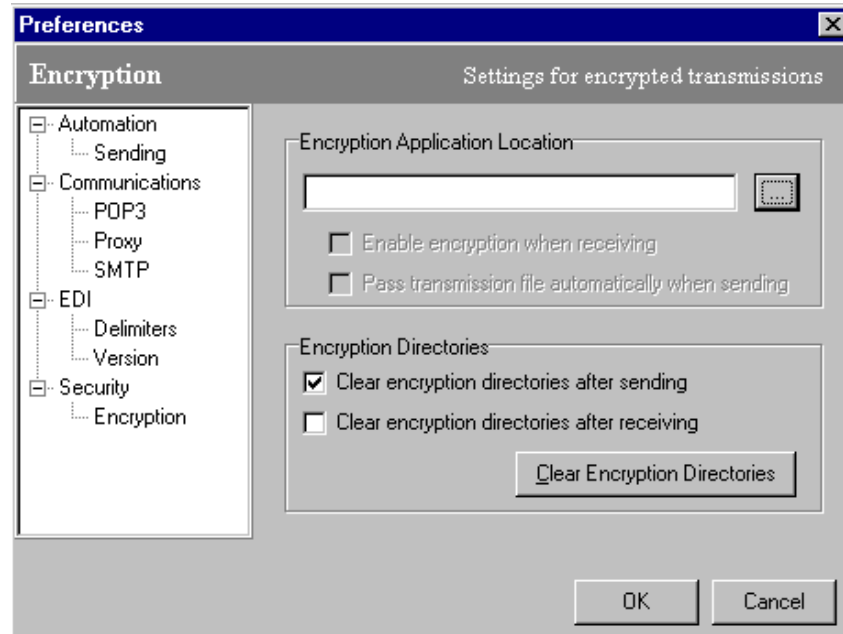 Preferences
Encryption
Settings for encrypted transmissions
Automation
Sending
Communications
POP3
Proxy
SMTP
EDI
Delimiters
Version
Security
Encryption
Encryption Application Location
...
Enable encryption when receiving
Pass transmission file automatically when sending
Encryption Directories
Clear encryption directories after sending
Clear encryption directories after receiving
Clear Encryption Directories
OK
Cancel